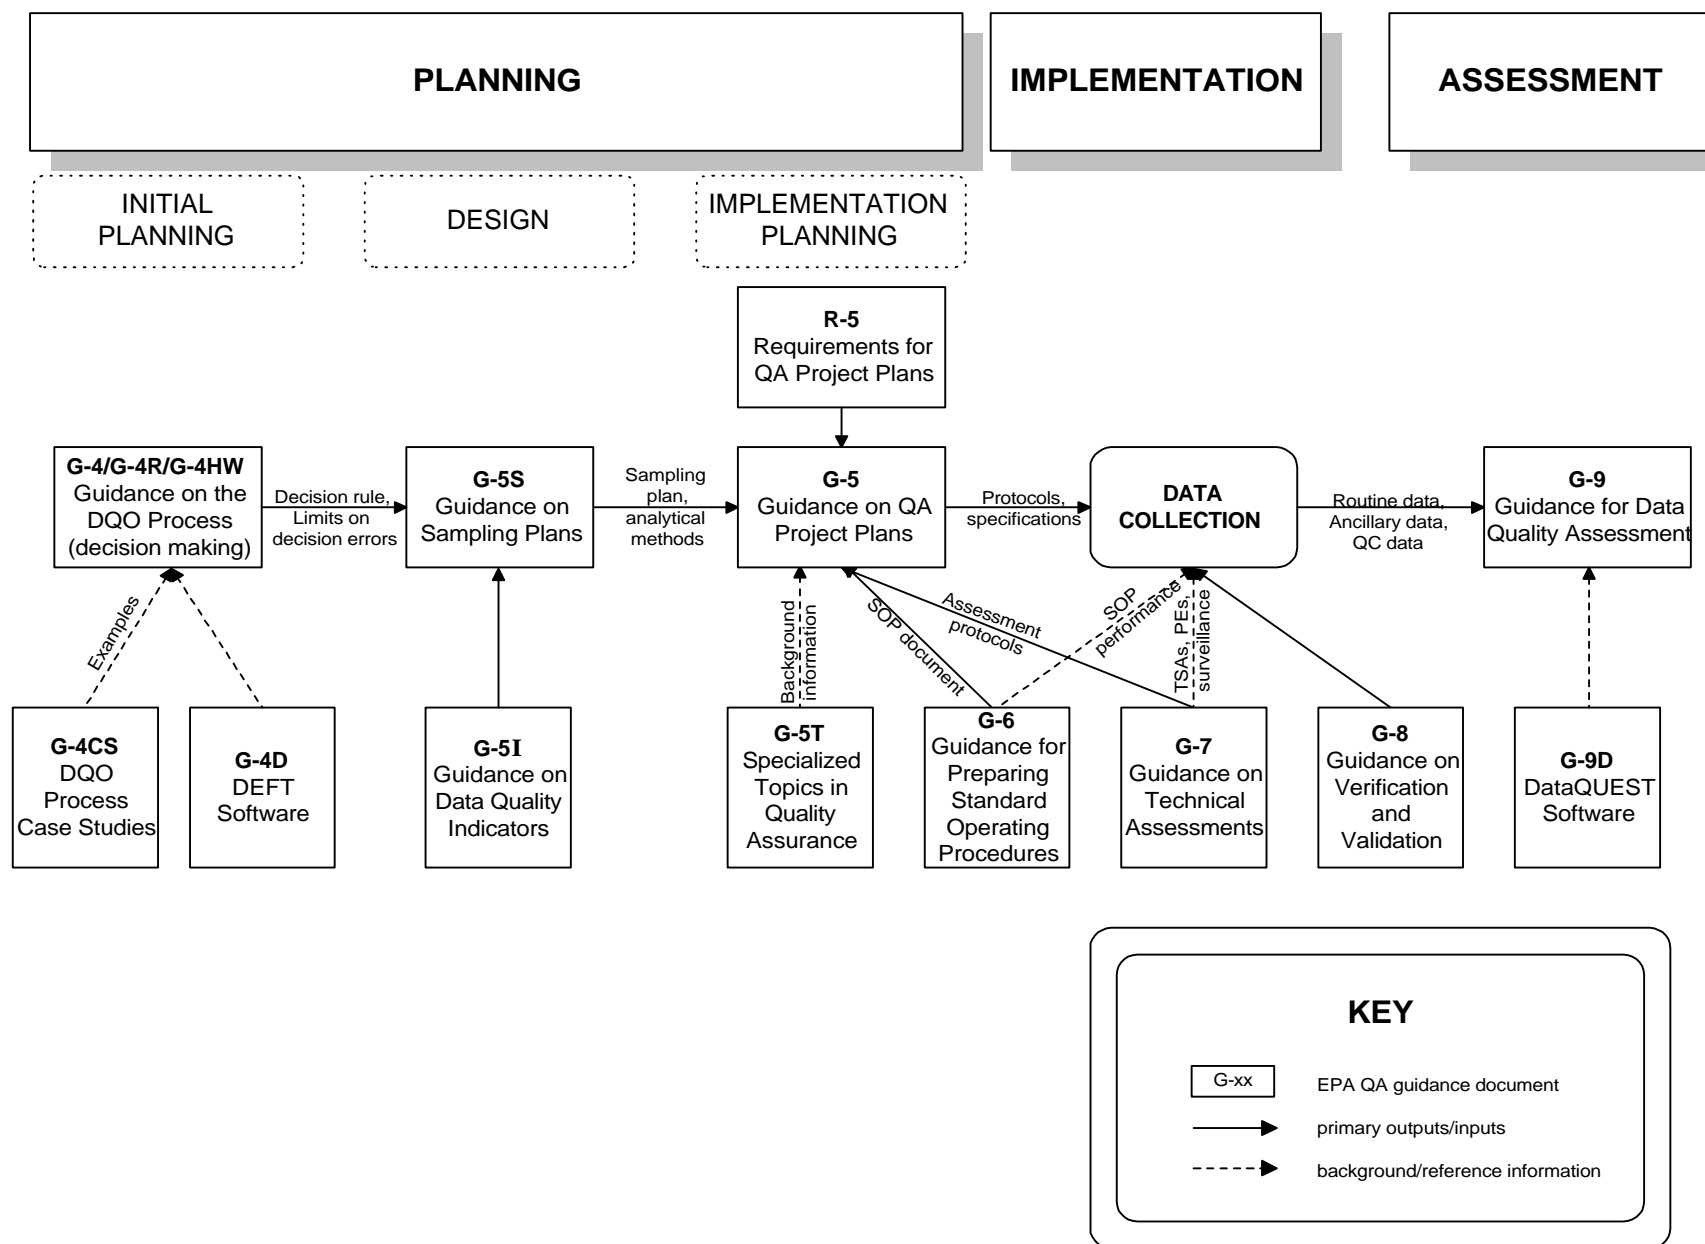 PLANNING
IMPLEMENTATION
ASSESSMENT
INITIAL
PLANNING
DESIGN
IMPLEMENTATION
PLANNING
R-5
Requirements for
QA Project Plans
G-4/G-4R/G-4HW
Guidance on the
DQO Process
(decision making)
Decision rule,
Limits on
decision errors
G-5S
Guidance on
Sampling Plans
Sampling
plan,
analytical
methods
G-5
Guidance on QA
Project Plans
Protocols,
specifications
DATA
COLLECTION
Routine data,
Ancillary data,
QC data
G-9
Guidance for Data
Quality Assessment
Examples
Background
information
SOP document
Assessment
protocols
SOP
performance
TSAs, PEs,
surveillance
G-4CS
DQO
Process
Case Studies
G-4D
DEFT
Software
G-5I
Guidance on
Data Quality
Indicators
G-5T
Specialized
Topics in
Quality
Assurance
G-6
Guidance for
Preparing
Standard
Operating
Procedures
G-7
Guidance on
Technical
Assessments
G-8
Guidance on
Verification
and
Validation
G-9D
DataQUEST
Software
KEY
G-xx
EPA QA guidance document
primary outputs/inputs
background/reference information